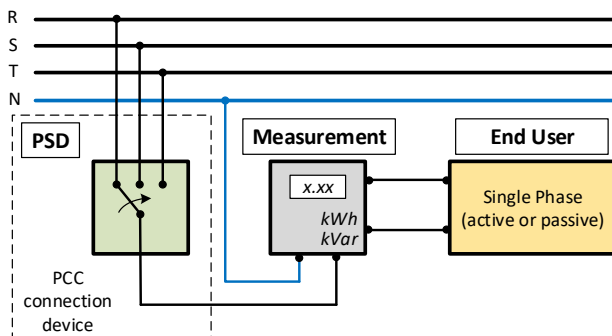 R
S
T
N
PSD
Measurement
End User
x.xx
kWh
kVar
Single Phase
(active or passive)
PCC
connection
device